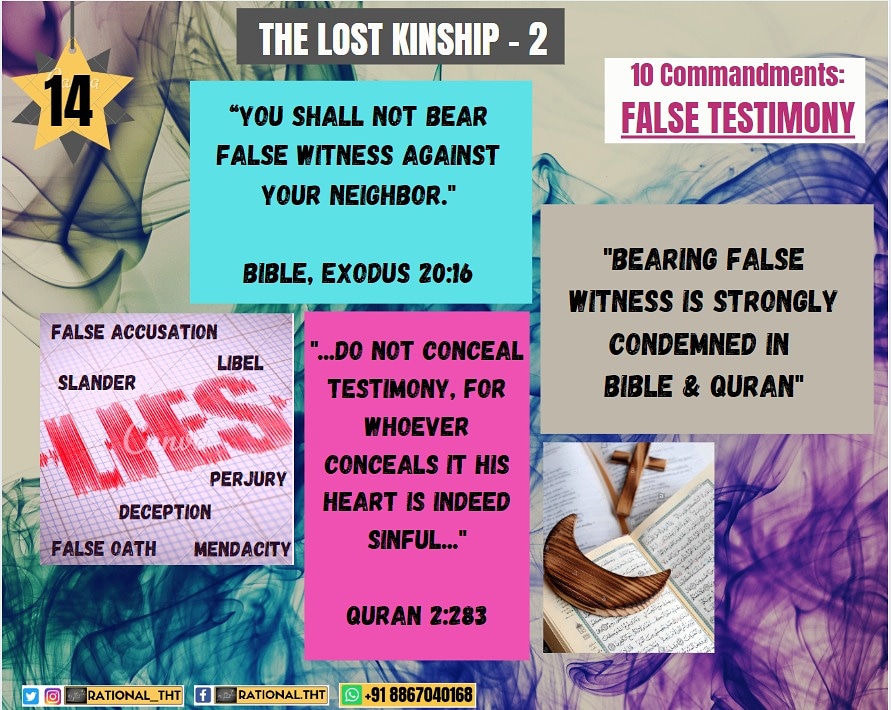 THE LOST KINSHIP - 2
14
10 Commandments:
FALSE TESTIMONY
“YOU SHALL NOT BEAR
FALSE WITNESS AGAINST
YOUR NEIGHBOR."
BIBLE, EXODUS 20:16
"BEARING FALSE
WITNESS IS STRONGLY
CONDEMNED IN
BIBLE & QURAN"
FALSE ACCUSATION
LIBEL
SLANDER
LIES
Canva
PERJURY
DECEPTION
FALSE OATH
MENDACITY
"...DO NOT CONCEAL
TESTIMONY, FOR
WHOEVER
CONCEALS IT HIS
HEART IS INDEED
SINFUL..."
QURAN 2:283
RATIONAL_THT
RATIONAL.THT
+91 8867040168